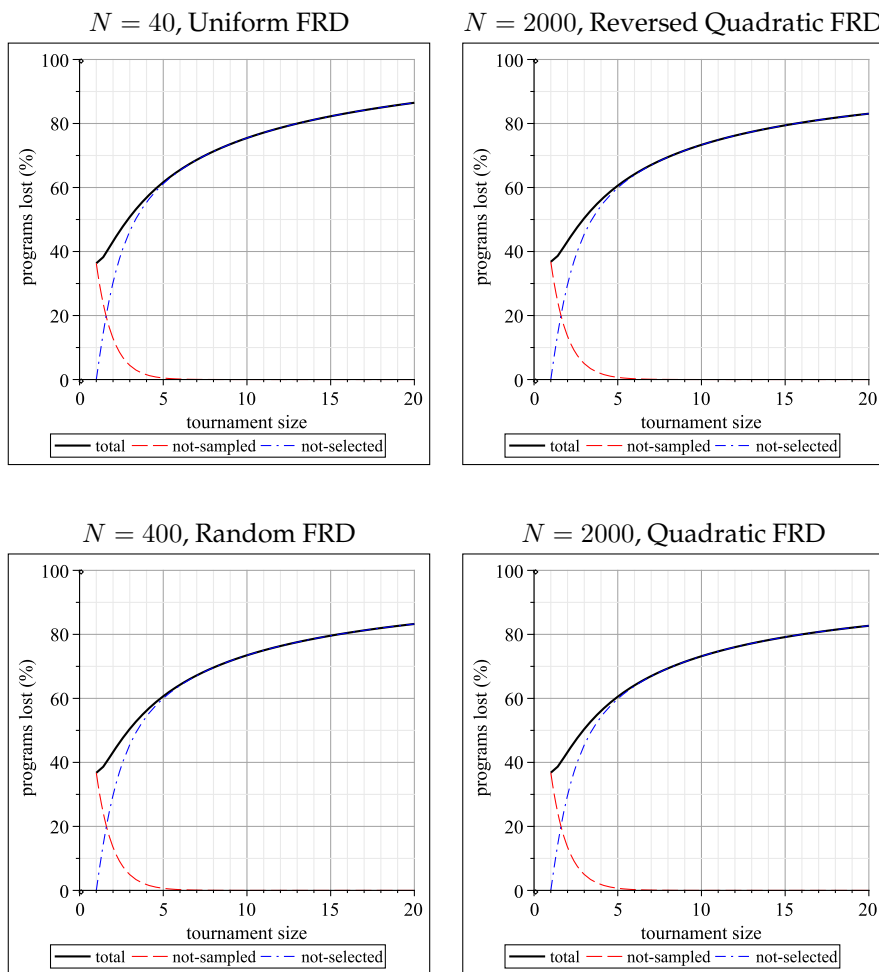 N = 40, Uniform FRD
100
80
60
40
20
0
programs lost (%)
0
5
10
15
20
tournament size
total
not-sampled
not-selected
N = 2000, Reversed Quadratic FRD
100
80
60
40
20
0
programs lost (%)
0
5
10
15
20
tournament size
total
not-sampled
not-selected
N = 400, Random FRD
100
80
60
40
20
0
programs lost (%)
0
5
10
15
20
tournament size
total
not-sampled
not-selected
N = 2000, Quadratic FRD
100
80
60
40
20
0
programs lost (%)
0
5
10
15
20
tournament size
total
not-sampled
not-selected